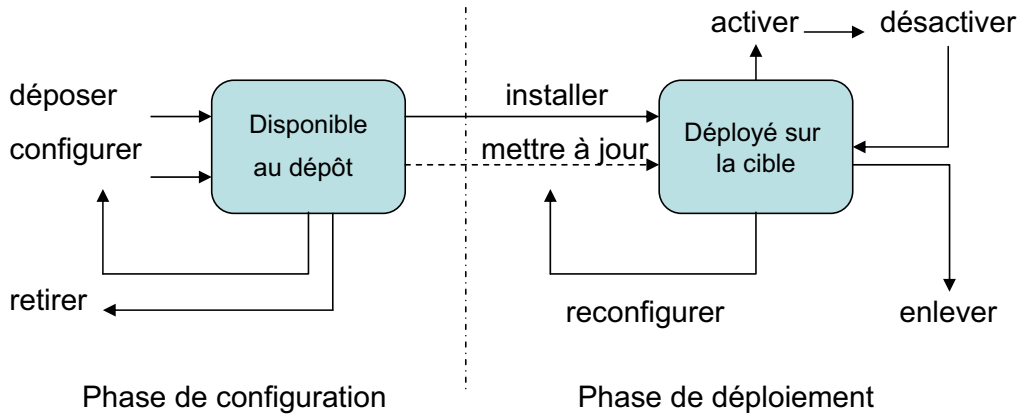 activer
désactiver
déposer
configurer
Disponible
au dépôt
installer
mettre à jour
Déployé sur
la cible
retirer
reconfigurer
enlever
Phase de configuration
Phase de déploiement